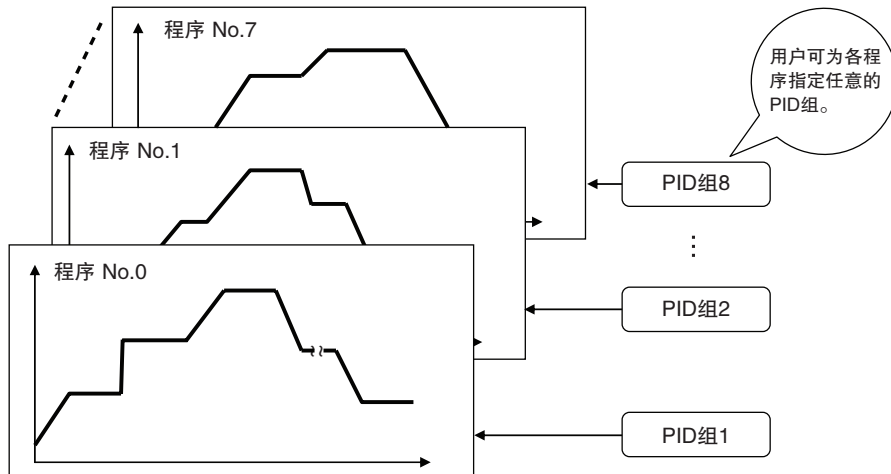 程序 No.7
用户可为各程
序指定任意的
PID组。
程序 No.1
PID组8
程序 No.0
PID组2
PID组1